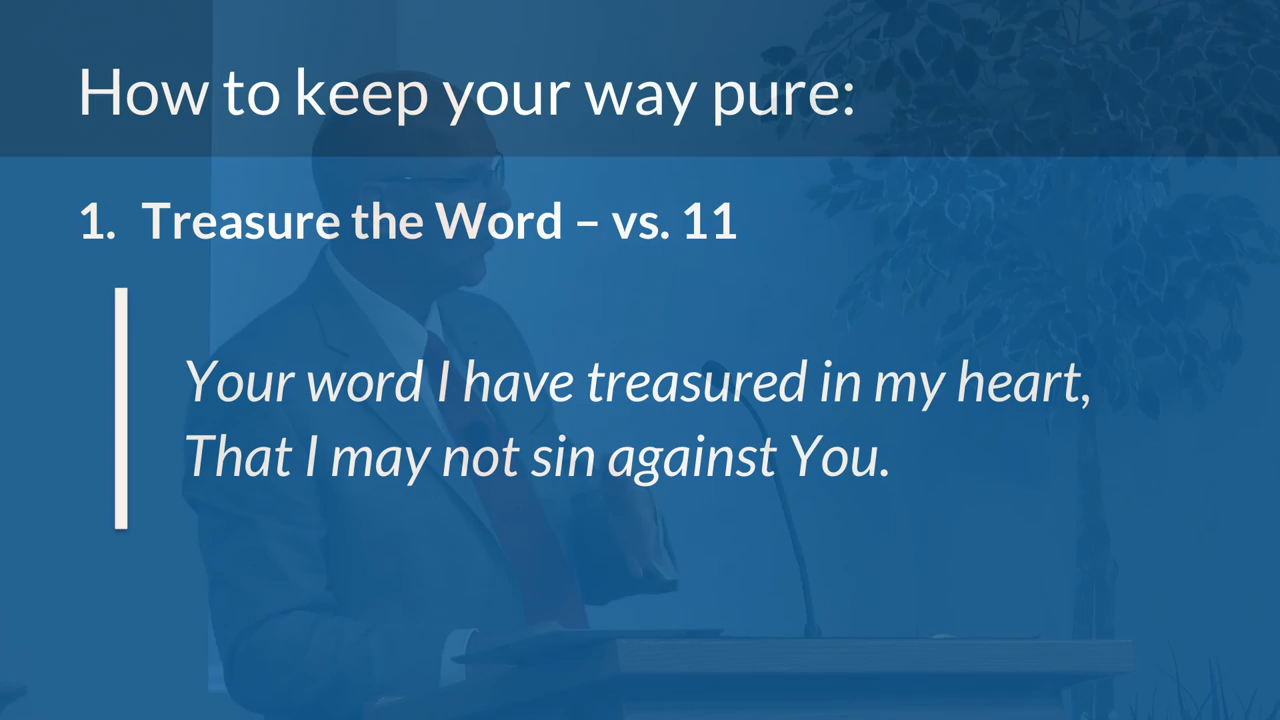 How to keep your way pure:
1. Treasure the Word – vs. 11
Your word I have treasured in my heart,
That I may not sin against You.